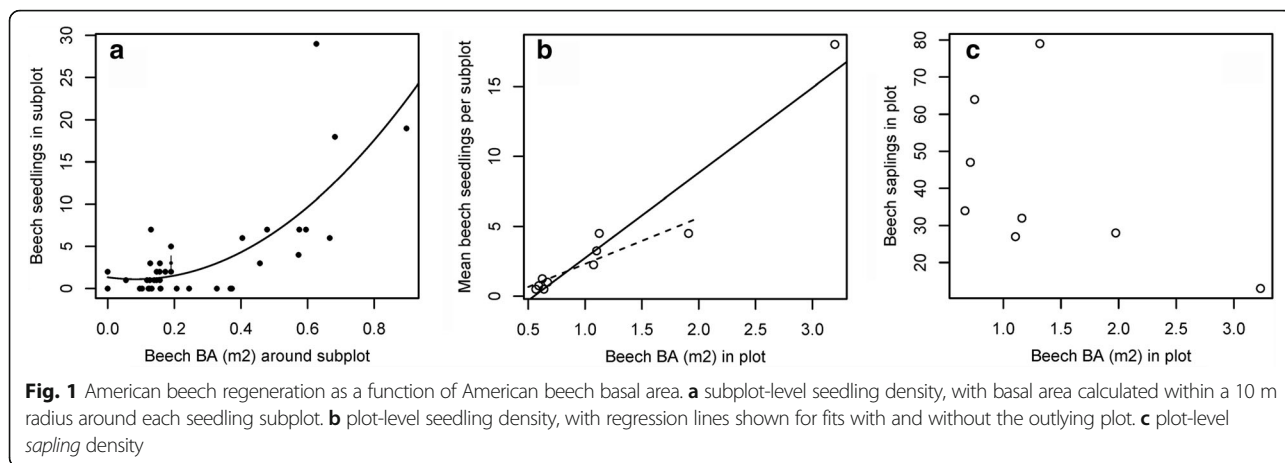 a
30
25
20
15
10
5
0
Beech seedlings in subplot
0.0 0.2 0.4 0.6 0.8
Beech BA (m2) around subplot
b
15
10
5
0
Mean beech seedlings per subplot
0.5 1.0 1.5 2.0 2.5 3.0
Beech BA (m2) in plot
c
80
70
60
50
40
30
20
Beech saplings in plot
1.0 1.5 2.0 2.5 3.0
Beech BA (m2) in plot
Fig. 1 American beech regeneration as a function of American beech basal area. a subplot-level seedling density, with basal area calculated within a 10 m
radius around each seedling subplot. b plot-level seedling density, with regression lines shown for fits with and without the outlying plot. c plot-level
sapling density